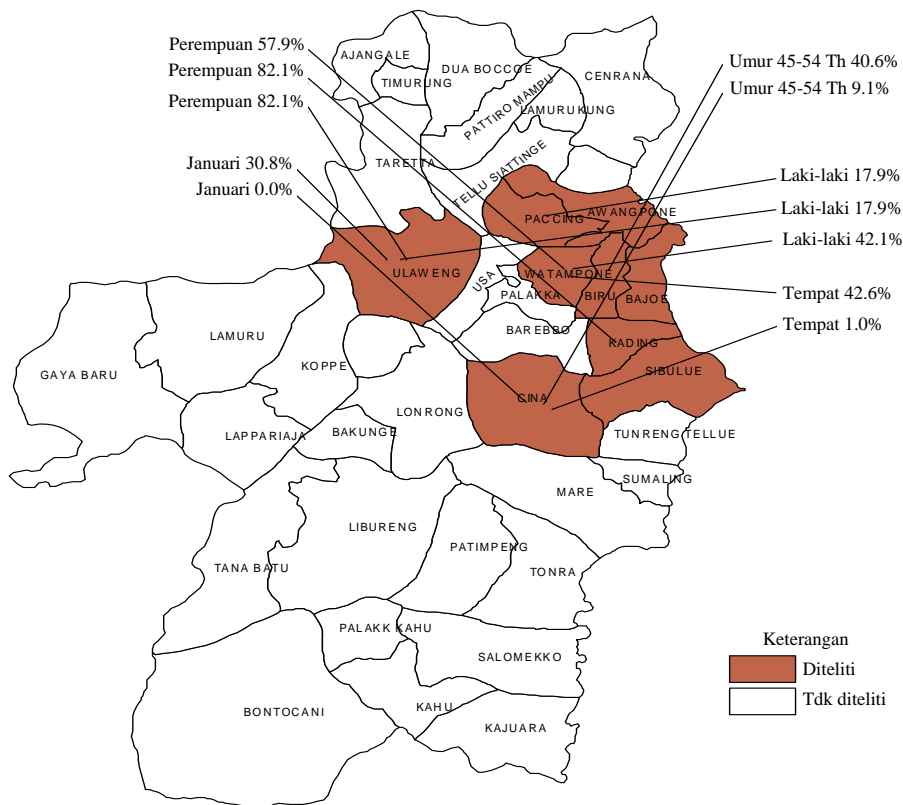 Perempuan 57.9%
Perempuan 82.1%
Perempuan 82.1%
Januari 30.8%
Januari 0.0%
Umur 45-54 Th 40.6%
Umur 45-54 Th 9.1%
Laki-laki 17.9%
Laki-laki 17.9%
Laki-laki 42.1%
Tempat 42.6%
Tempat 1.0%
AJANGALE
DUA BOCCOE
TIMURUNG
CENRANA
PATTIRO MAMPU
LAMURUKUNG
TARETTA
TELLU SIATTINGE
PACCING
AWANGPONE
ULAWENG
USA
WATAMPONE
PALAKKA
BIRU
BAJOE
BAREBBO
KADING
LAMURU
KOPPE
SIBULUE
GAYA BARU
CINA
LONRONG
LAPPARIAJA
BAKUNGE
TUNRENG TELLUE
SUMALING
MARE
LIBURENG
PATIMPENG
TANA BATU
TONRA
PALAKK KAHU
SALOMEKKO
BONTOCANI
KAHU
KAJUARA
Keterangan
Diteliti
Tdk diteliti